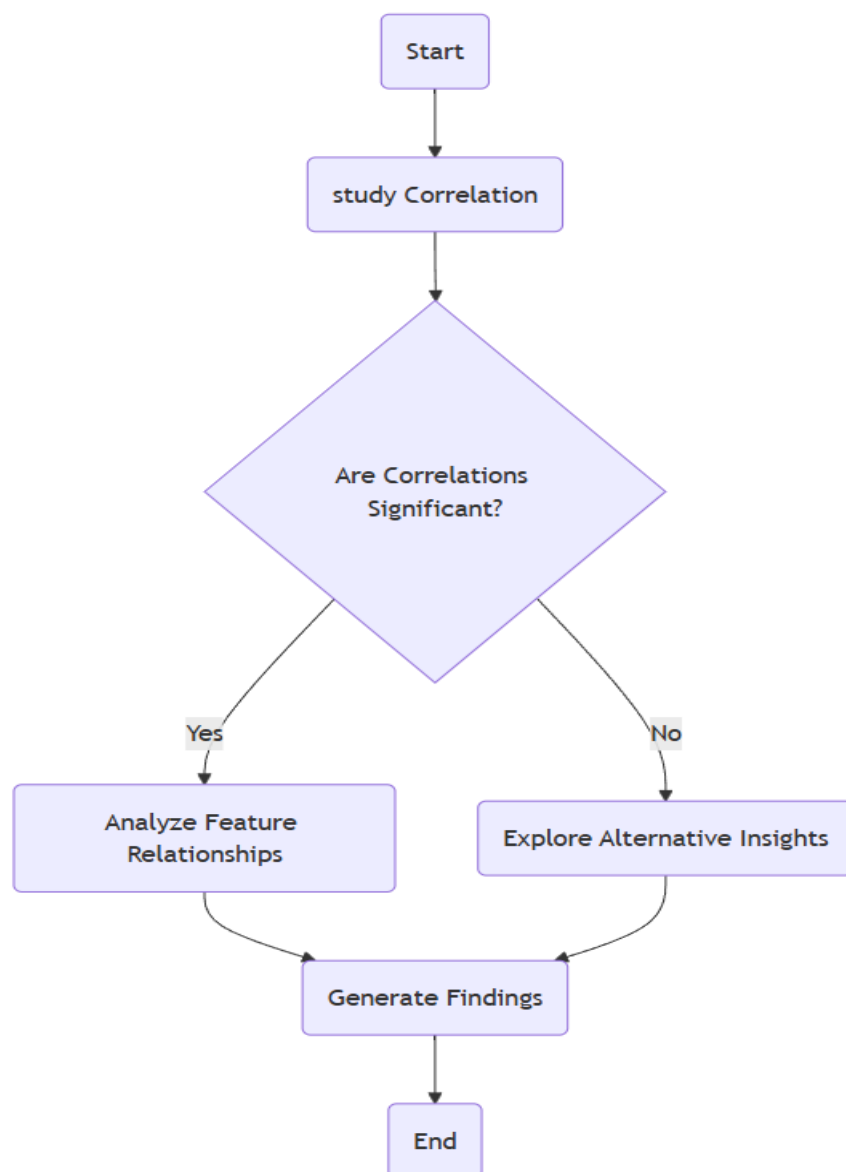 Start
study Correlation
Are Correlations
Significant?
Yes
No
Analyze Feature
Relationships
Explore Alternative Insights
Generate Findings
End